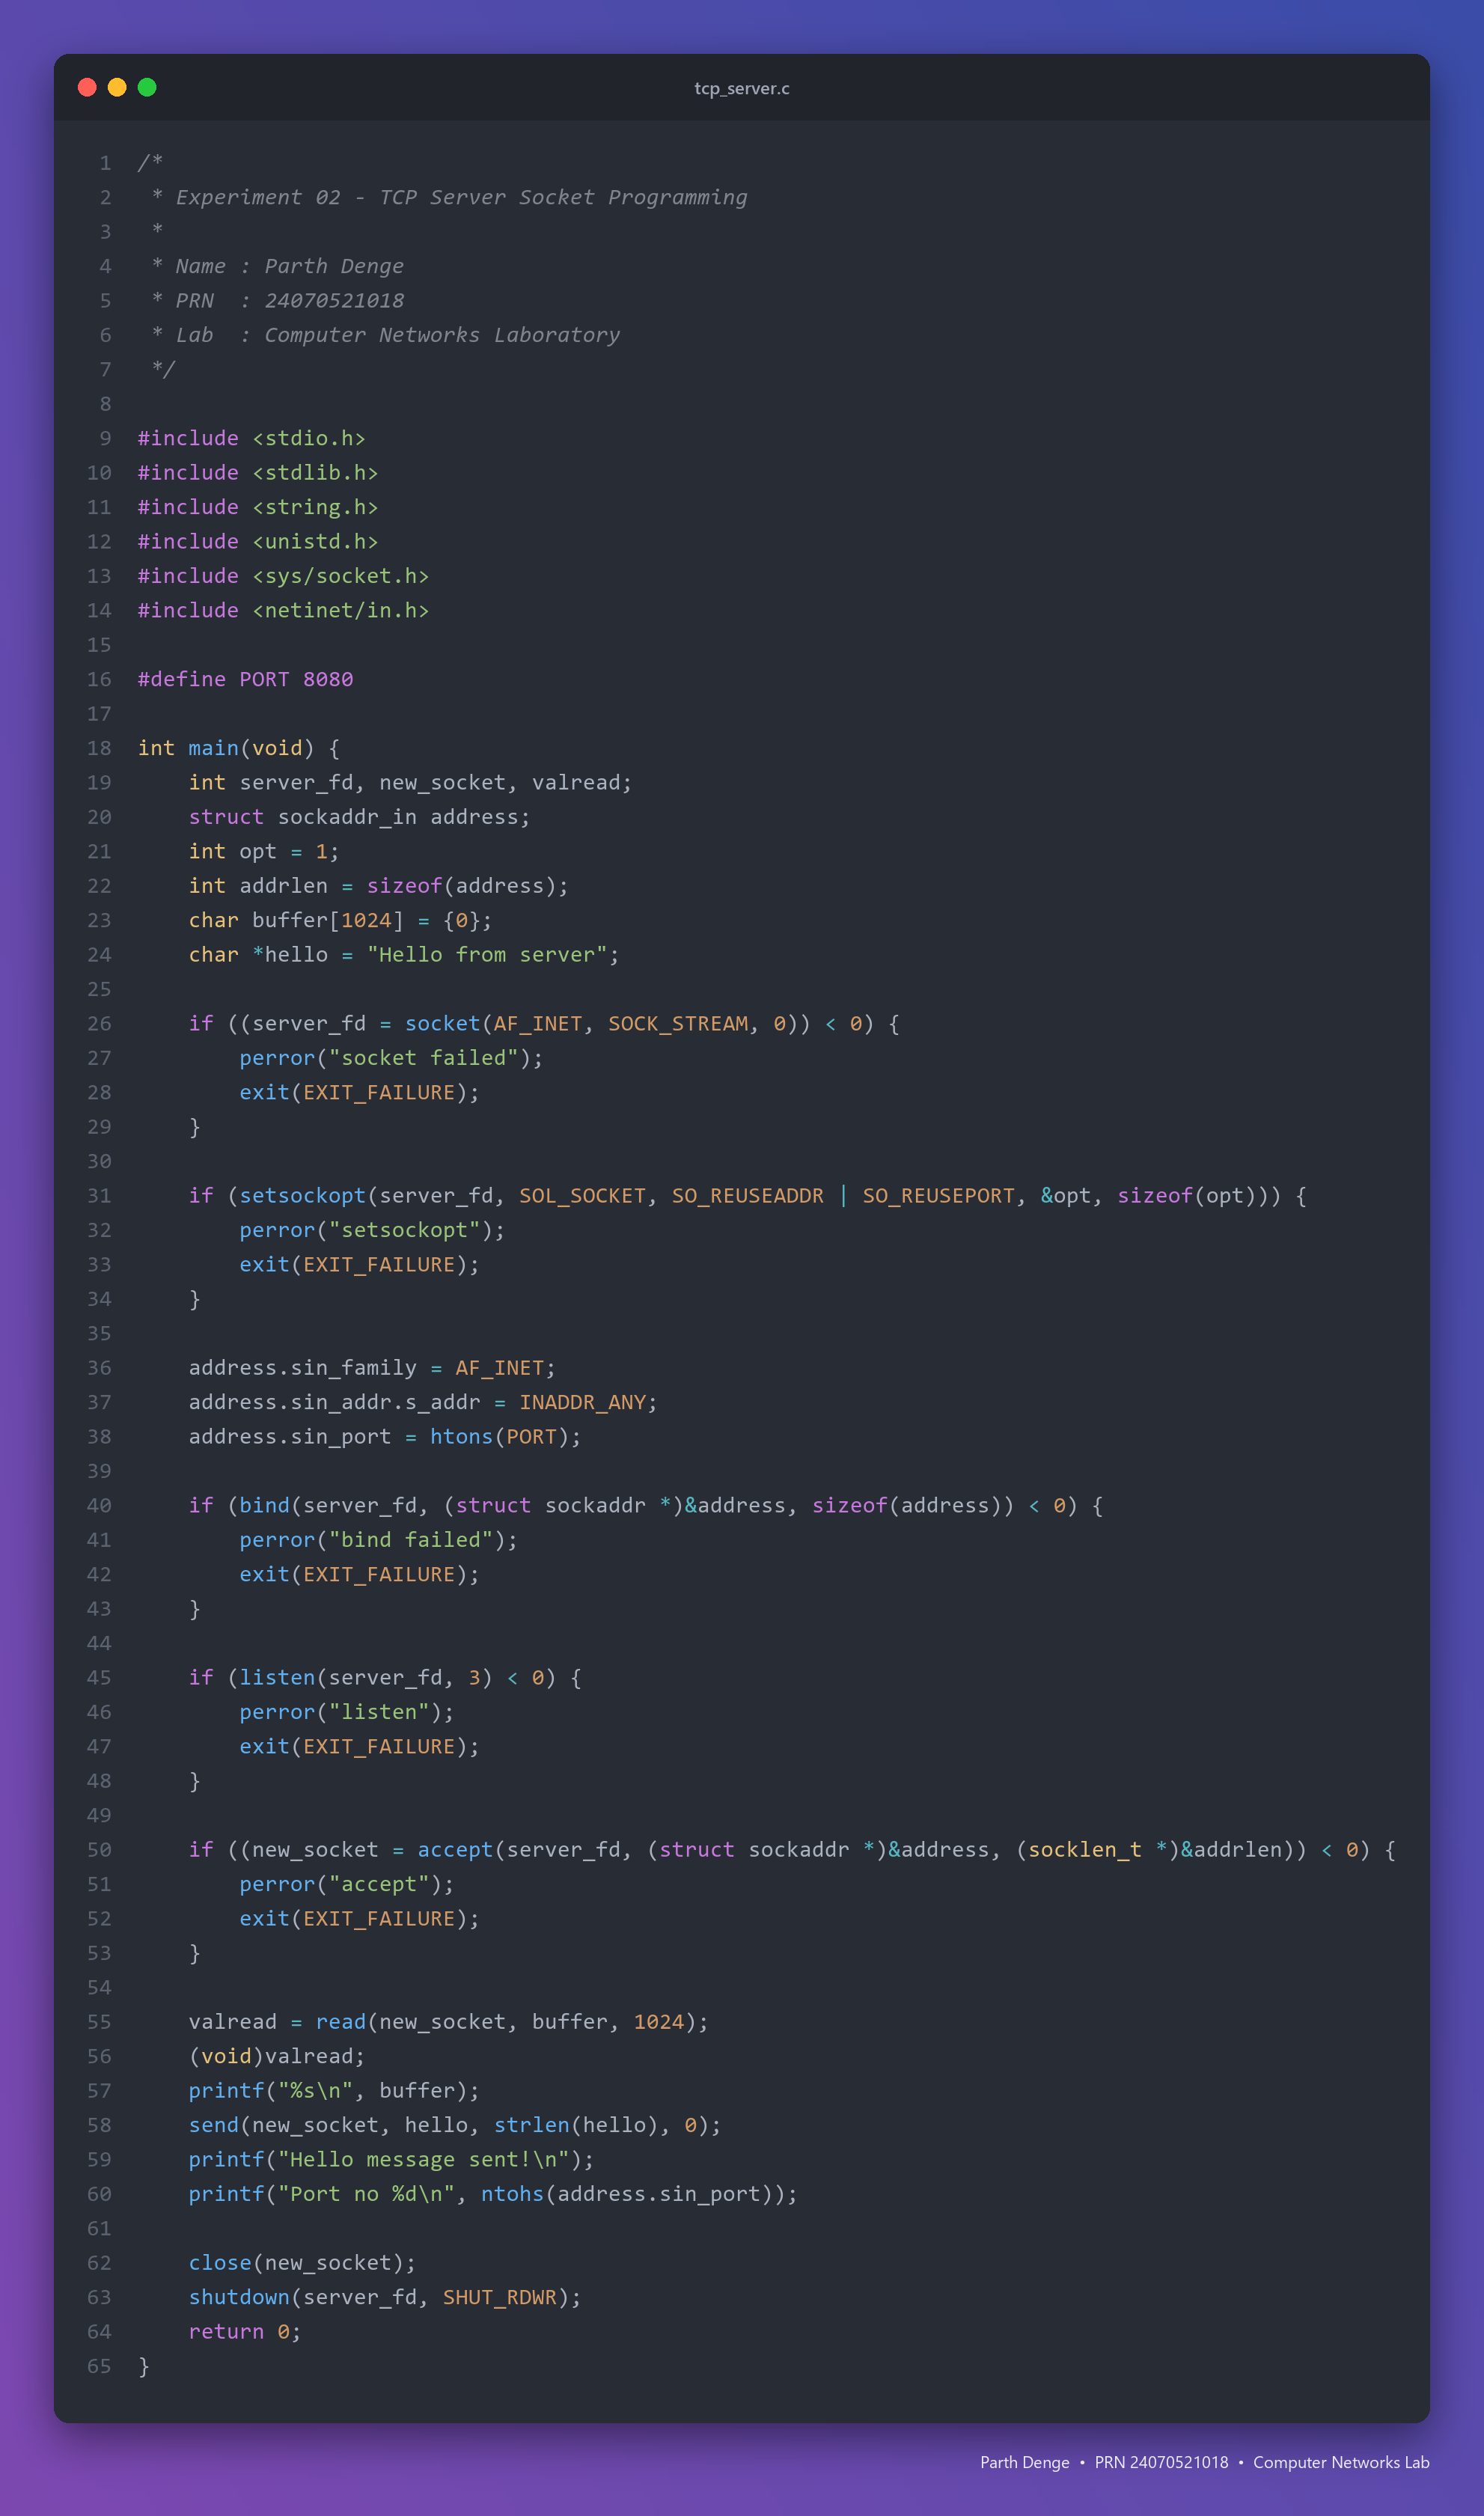 tcp_server.c
1 /*
2  * Experiment 02 - TCP Server Socket Programming
3  *
4  * Name : Parth Denge
5  * PRN  : 24070521018
6  * Lab  : Computer Networks Laboratory
7  */
8
9 #include <stdio.h>
10 #include <stdlib.h>
11 #include <string.h>
12 #include <unistd.h>
13 #include <sys/socket.h>
14 #include <netinet/in.h>
15
16 #define PORT 8080
17
18 int main(void) {
19     int server_fd, new_socket, valread;
20     struct sockaddr_in address;
21     int opt = 1;
22     int addrlen = sizeof(address);
23     char buffer[1024] = {0};
24     char *hello = "Hello from server";
25
26     if ((server_fd = socket(AF_INET, SOCK_STREAM, 0)) < 0) {
27         perror("socket failed");
28         exit(EXIT_FAILURE);
29     }
30
31     if (setsockopt(server_fd, SOL_SOCKET, SO_REUSEADDR | SO_REUSEPORT, &opt, sizeof(opt))) {
32         perror("setsockopt");
33         exit(EXIT_FAILURE);
34     }
35
36     address.sin_family = AF_INET;
37     address.sin_addr.s_addr = INADDR_ANY;
38     address.sin_port = htons(PORT);
39
40     if (bind(server_fd, (struct sockaddr *)&address, sizeof(address)) < 0) {
41         perror("bind failed");
42         exit(EXIT_FAILURE);
43     }
44
45     if (listen(server_fd, 3) < 0) {
46         perror("listen");
47         exit(EXIT_FAILURE);
48     }
49
50     if ((new_socket = accept(server_fd, (struct sockaddr *)&address, (socklen_t *)&addrlen)) < 0) {
51         perror("accept");
52         exit(EXIT_FAILURE);
53     }
54
55     valread = read(new_socket, buffer, 1024);
56     (void)valread;
57     printf("%s\n", buffer);
58     send(new_socket, hello, strlen(hello), 0);
59     printf("Hello message sent!\n");
60     printf("Port no %d\n", ntohs(address.sin_port));
61
62     close(new_socket);
63     shutdown(server_fd, SHUT_RDWR);
64     return 0;
65 }
Parth Denge • PRN 24070521018 • Computer Networks Lab